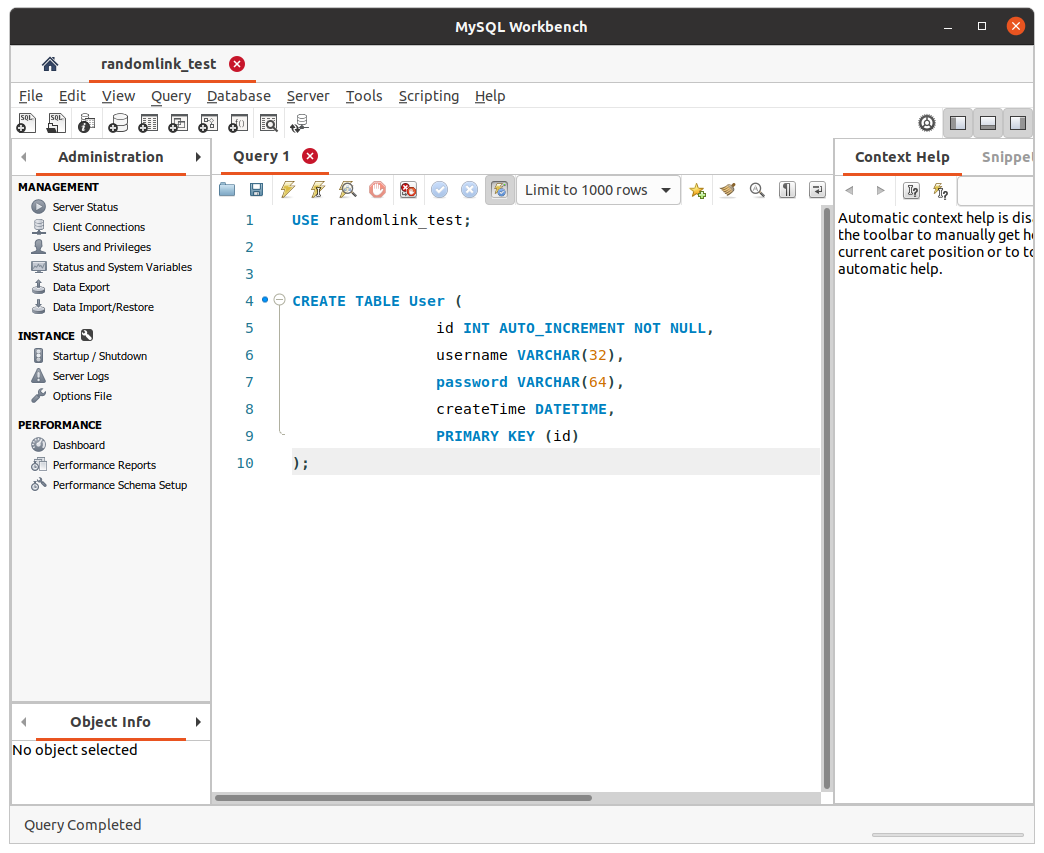 MySQL Workbench
randomlink_test
File Edit View Query Database Server Tools Scripting Help
Administration
MANAGEMENT
Server Status
Client Connections
Users and Privileges
Status and System Variables
Data Export
Data Import/Restore
INSTANCE
Startup / Shutdown
Server Logs
Options File
PERFORMANCE
Dashboard
Performance Reports
Performance Schema Setup
Object Info
No object selected
Query 1
Limit to 1000 rows
1 USE randomlink_test;
2
3
4 CREATE TABLE User (
5 id INT AUTO_INCREMENT NOT NULL,
6 username VARCHAR(32),
7 password VARCHAR(64),
8 createTime DATETIME,
9 PRIMARY KEY (id)
10 );
Context Help Snippe
Automatic context help is dis
the toolbar to manually get h
current caret position or to to
automatic help.
Query Completed